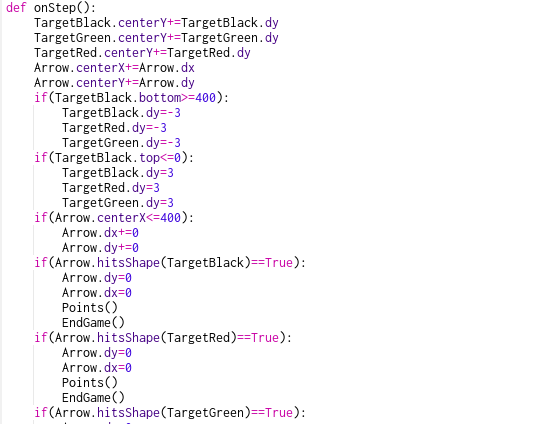 def onStep():
    TargetBlack.centerY+=TargetBlack.dy
    TargetGreen.centerY+=TargetGreen.dy
    TargetRed.centerY+=TargetRed.dy
    Arrow.centerX+=Arrow.dx
    Arrow.centerY+=Arrow.dy
    if(TargetBlack.bottom>=400):
        TargetBlack.dy=-3
        TargetRed.dy=-3
        TargetGreen.dy=-3
    if(TargetBlack.top<=0):
        TargetBlack.dy=3
        TargetRed.dy=3
        TargetGreen.dy=3
    if(Arrow.centerX<=400):
        Arrow.dx+=0
        Arrow.dy+=0
    if(Arrow.hitsShape(TargetBlack)==True):
        Arrow.dy=0
        Arrow.dx=0
        Points()
        EndGame()
    if(Arrow.hitsShape(TargetRed)==True):
        Arrow.dy=0
        Arrow.dx=0
        Points()
        EndGame()
    if(Arrow.hitsShape(TargetGreen)==True):